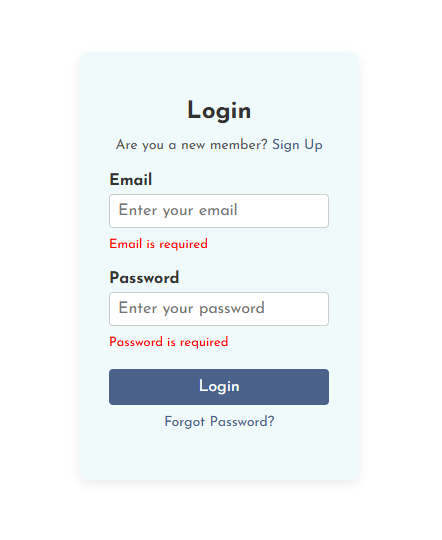 Login
Are you a new member? Sign Up
Email
Enter your email
Email is required
Password
Enter your password
Password is required
Login
Forgot Password?